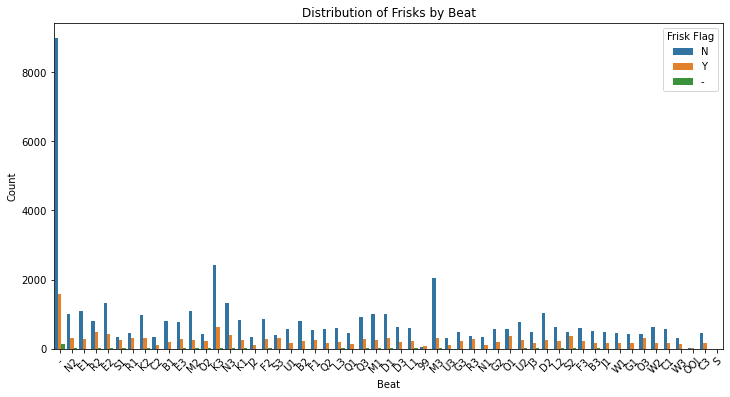 Distribution of Frisks by Beat
Frisk Flag
N
Y
-
8000
6000
4000
2000
0
Count
- N2 E1 R2 E2 S1 R1 K2 C2 B1 E3 M2 O2 K3 N3 K1 J2 F2 S3 U1 B2 F1 Q2 L3 Q1 Q3 M1 D1 D3 L1 99 M3 U3 G3 R3 N1 G2 O1 U2 J3 D2 L2 S2 F3 B3 J1 W1 G1 O3 W2 C1 W3 OOJ C3 S
Beat